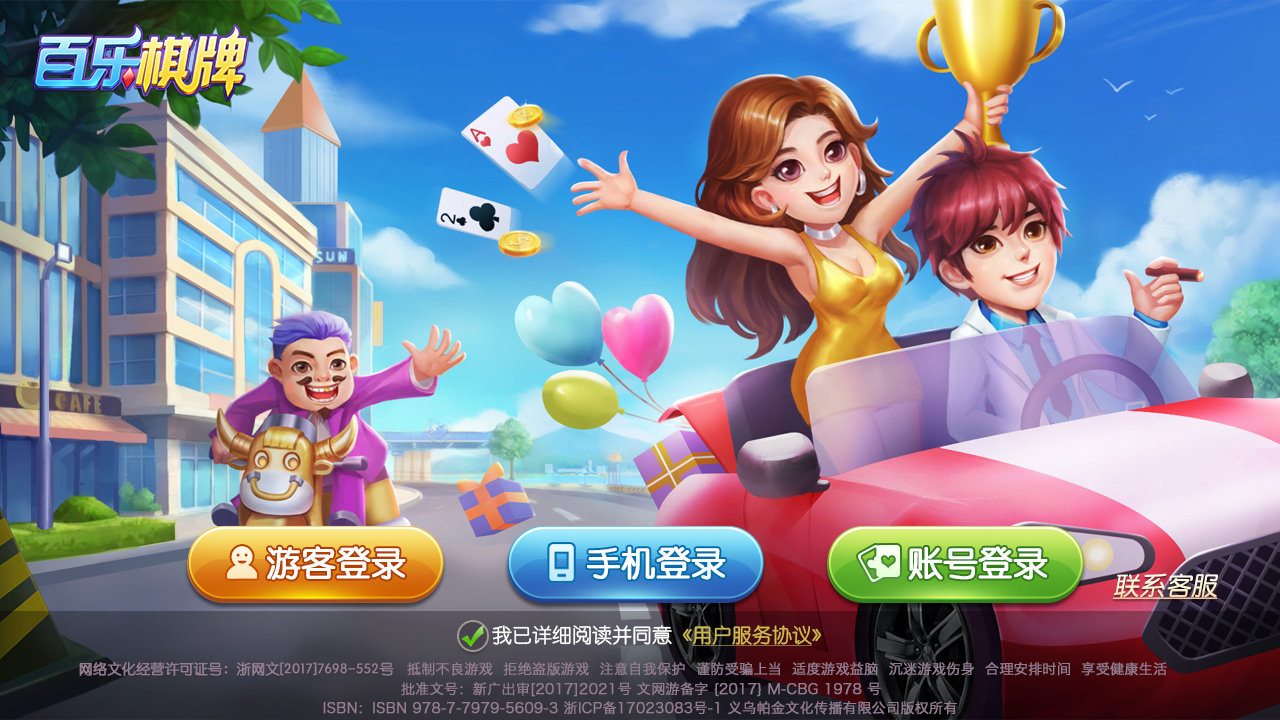 百乐棋牌
A
2
SUN
CAFE
游客登录
手机登录
账号登录
联系客服
我已详细阅读并同意《用户服务协议》
网络文化经营许可证号：浙网文[2017]7698-552号 抵制不良游戏 拒绝盗版游戏 注意自我保护 谨防受骗上当 适度游戏益脑 沉迷游戏伤身 合理安排时间 享受健康生活
批准文号：新广出审[2017]2021号 文网游备字 [2017] M-CBG 1978 号
ISBN：ISBN 978-7-7979-5609-3 浙ICP备17023083号-1 义乌帕金文化传播有限公司版权所有